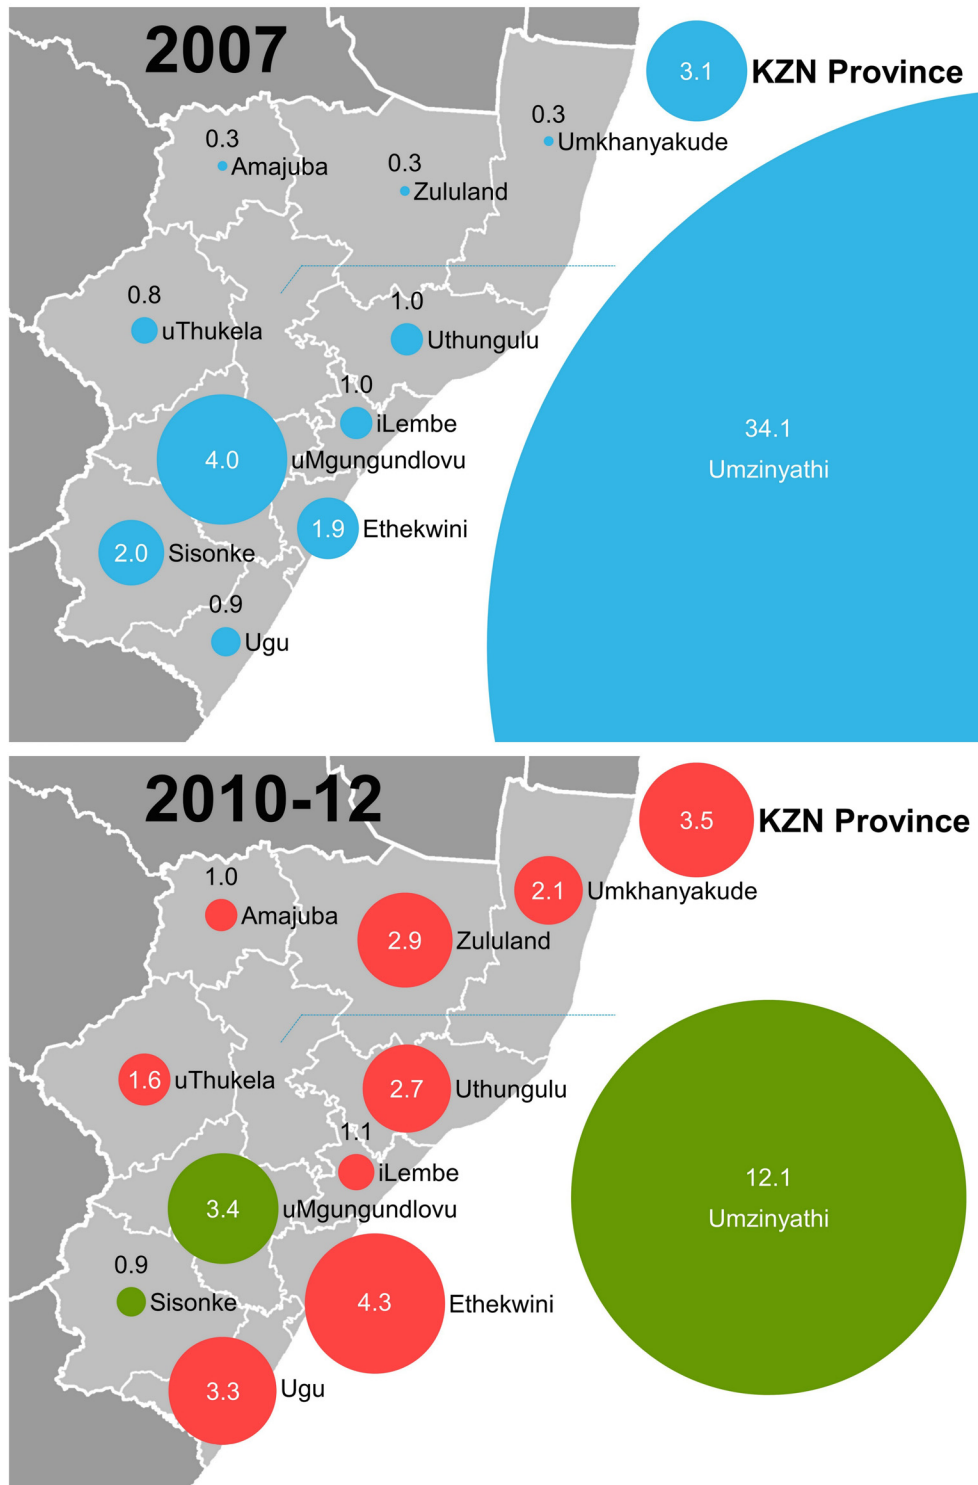 2007
3.1 KZN Province
0.3
Umkhanyakude
0.3
Amajuba
0.3
Zululand
0.8
uThukela
1.0
Uthungulu
1.0
iLembe
4.0 uMgungundlovu
34.1
Umzinyathi
1.9 Ethekwini
2.0 Sisonke
0.9
Ugu
2010-12
3.5 KZN Province
1.0
Amajuba
2.1 Umkhanyakude
2.9 Zululand
1.6 uThukela
2.7 Uthungulu
1.1
iLembe
3.4 uMgungundlovu
12.1
Umzinyathi
0.9
Sisonke
4.3 Ethekwini
3.3 Ugu